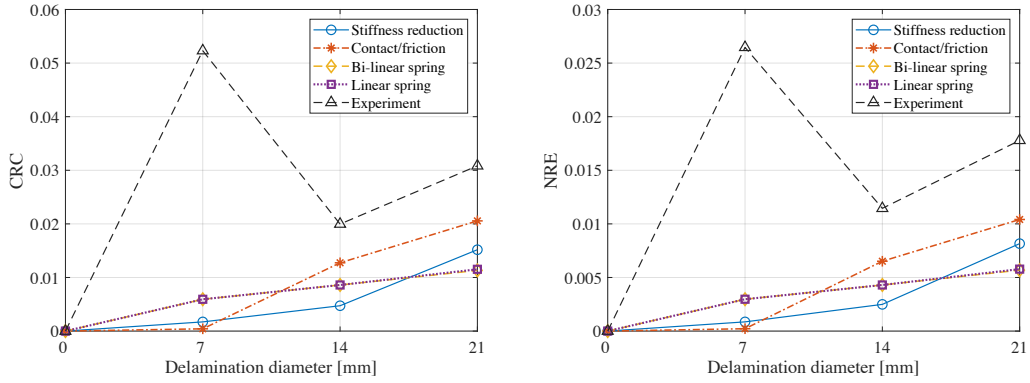 0.06
0.05
0.04
0.03
0.02
0.01
0
CRC
Stiffness reduction
Contact/friction
Bi-linear spring
Linear spring
Experiment
0 7 14 21
Delamination diameter [mm]
0.03
0.025
0.02
0.015
0.01
0.005
0
NRE
Stiffness reduction
Contact/friction
Bi-linear spring
Linear spring
Experiment
0 7 14 21
Delamination diameter [mm]